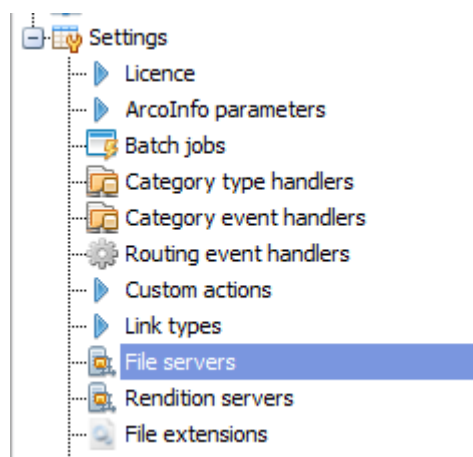 Settings
Licence
ArcoInfo parameters
Batch jobs
Category type handlers
Category event handlers
Routing event handlers
Custom actions
Link types
File servers
Rendition servers
File extensions